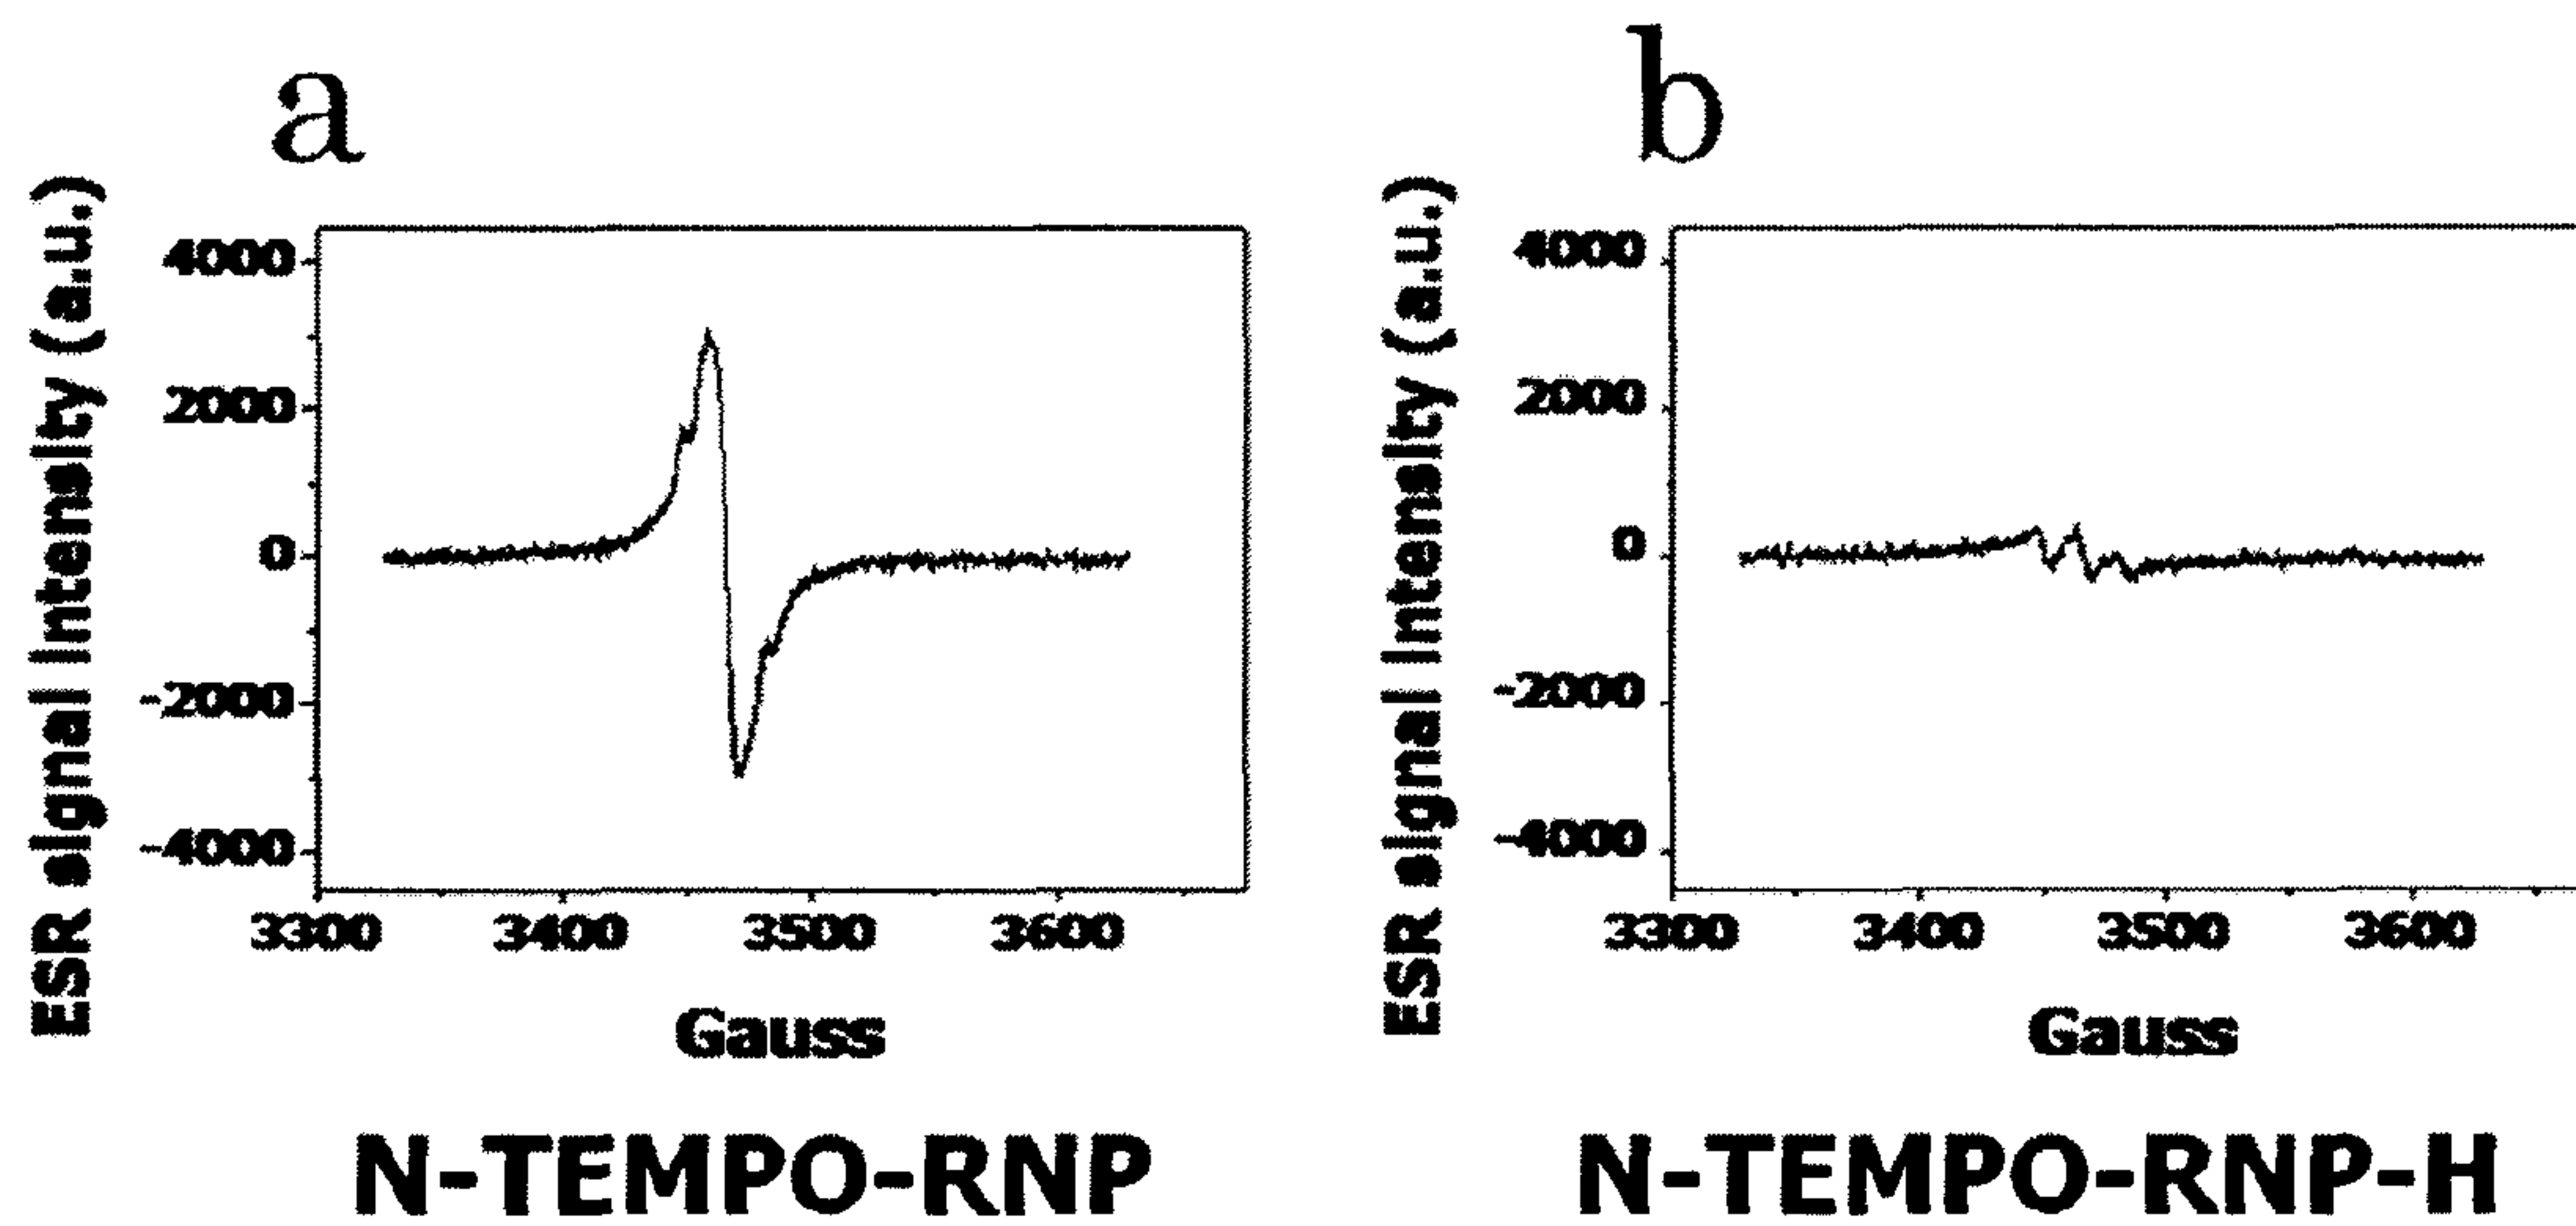 a
ESR signal Intensity (a.u.)
4000
2000
0
-2000
-4000
3300 3400 3500 3600
Gauss
N-TEMPO-RNP
b
ESR signal Intensity (a.u.)
4000
2000
0
-2000
-4000
3300 3400 3500 3600
Gauss
N-TEMPO-RNP-H